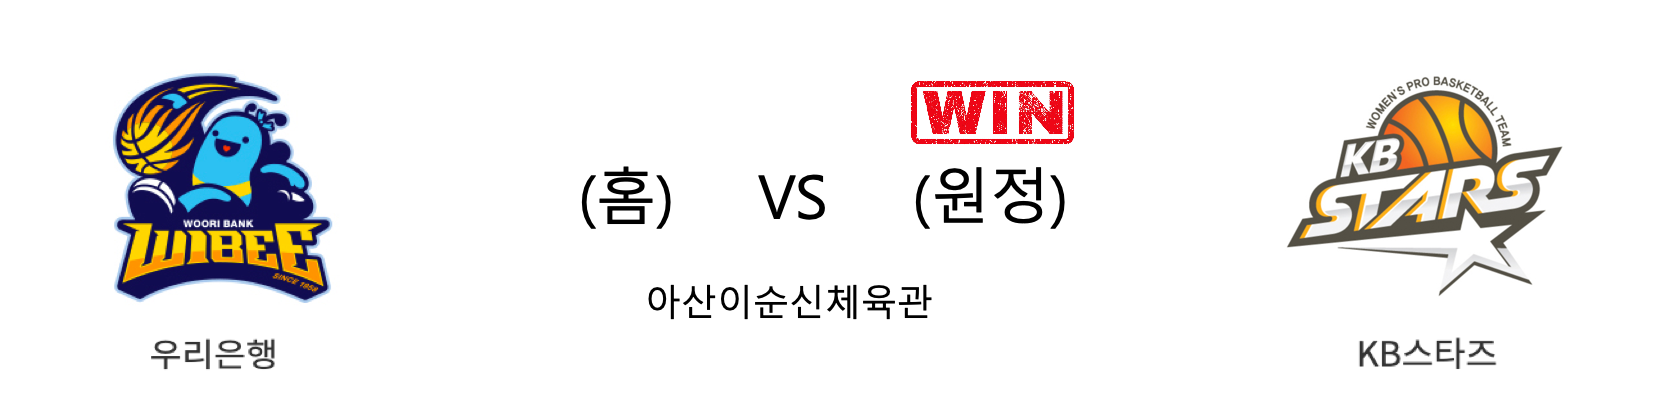 WIN
(홈) VS (원정)
아산이순신체육관
WOORI BANK
WIBEE
SINCE 1958
우리은행
WOMEN'S PRO BASKETBALL TEAM
KB
STARS
KB스타즈